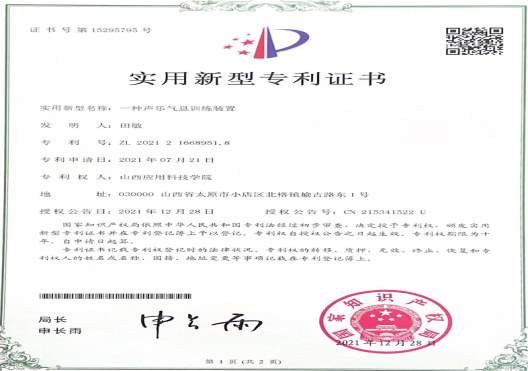 证书号第15295795号
实用新型专利证书
实用新型名称：一种声乐气息训练装置
发 明 人：田敏
专 利 号：ZL 2021 2 1668951.8
专利申请日：2021年07月21日
专 利 权 人：山西应用科技学院
地 址：030000 山西省太原市小店区北格镇榆古路东1号
授权公告日：2021年12月28日 授权公告号：CN 215341522 U
国家知识产权局依照中华人民共和国专利法经过初步审查，决定授予专利权，颁发实用
新型专利证书并在专利登记簿上予以登记。专利权自授权公告之日起生效。专利权期限为十
年，自申请日起算。
专利证书记载专利权登记时的法律状况。专利权的转移、质押、无效、终止、恢复和专
利权人的姓名或名称、国籍、地址变更等事项记载在专利登记簿上。
局长
申长雨
申长雨
国家知识产权局
2021年12月28日
第1页(共2页)